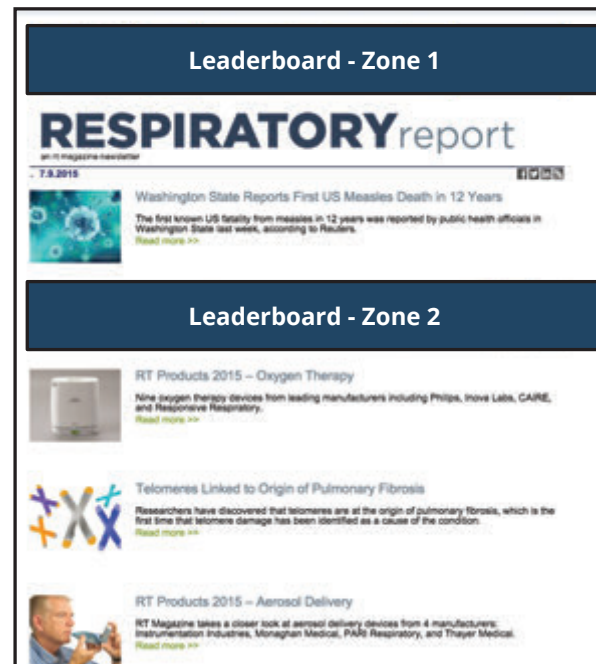 Leaderboard - Zone 1
RESPIRATORYreport
an rt magazine newsletter
. 7.9.2015
Washington State Reports First US Measles Death in 12 Years
The first known US fatality from measles in 12 years was reported by public health officials in
Washington State last week, according to Reuters.
Read more >>
Leaderboard - Zone 2
RT Products 2015 – Oxygen Therapy
Nine oxygen therapy devices from leading manufacturers including Philips, Inova Labs, CAIRE,
and Responsive Respiratory.
Read more >>
Telomeres Linked to Origin of Pulmonary Fibrosis
Researchers have discovered that telomeres are at the origin of pulmonary fibrosis, which is the
first time that telomere damage has been identified as a cause of the condition.
Read more >>
RT Products 2015 – Aerosol Delivery
RT Magazine takes a closer look at aerosol delivery devices from 4 manufacturers:
Instrumentation Industries, Monaghan Medical, PARI Respiratory, and Thayer Medical.
Read more >>